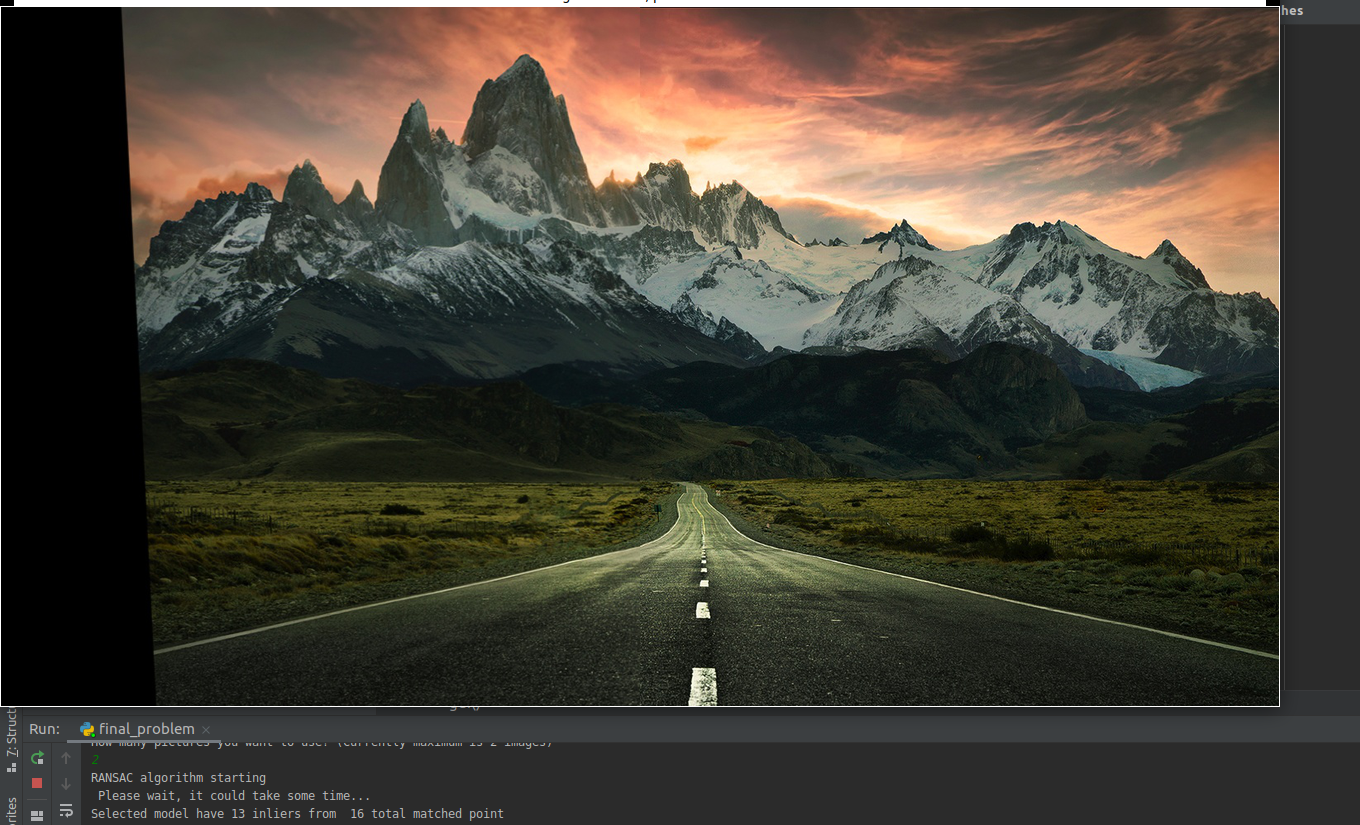 hes
7: Struct
Run: final_problem ×
How many pictures you want to use? (Currently maximum is 2 images)
2
RANSAC algorithm starting
Please wait, it could take some time...
Selected model have 13 inliers from  16 total matched point
rites